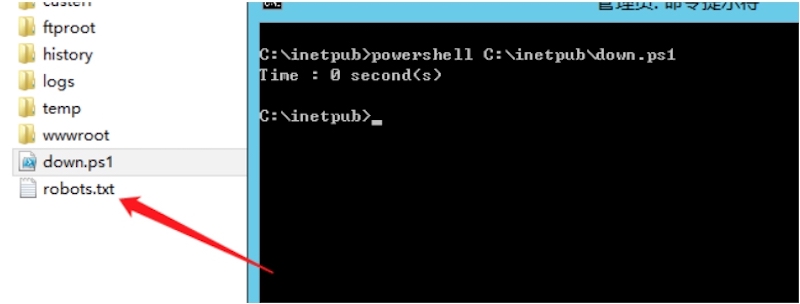 管理员: 命令提示符
custerr
ftproot
history
logs
temp
wwwroot
down.ps1
robots.txt
C:\inetpub>powershell C:\inetpub\down.ps1
Time : 0 second(s)
C:\inetpub>_